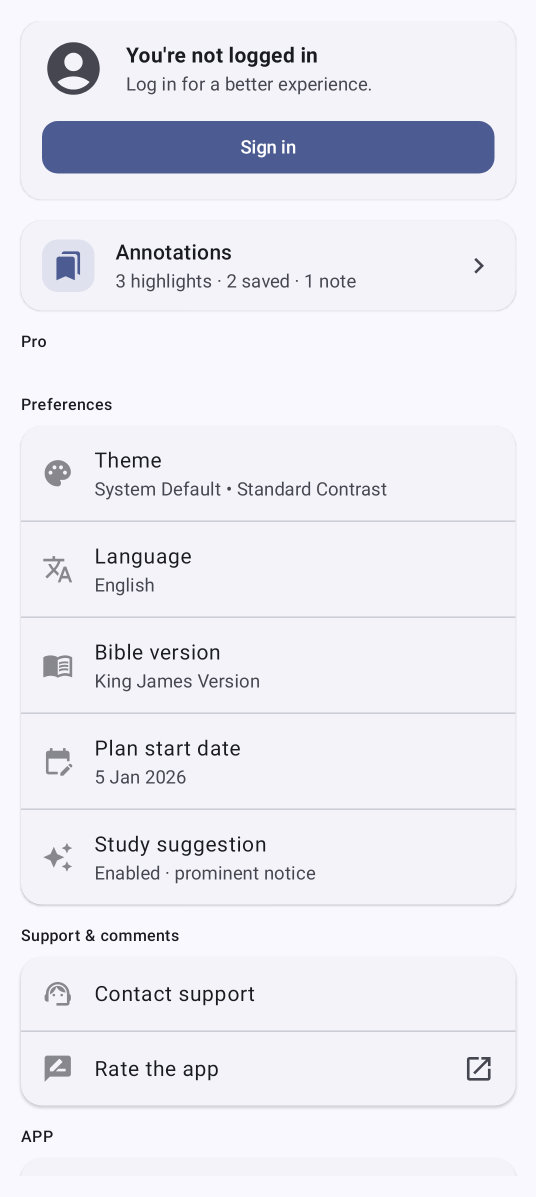 You're not logged in
Log in for a better experience.
Sign in
Annotations
3 highlights · 2 saved · 1 note
Pro
Preferences
Theme
System Default • Standard Contrast
Language
English
Bible version
King James Version
Plan start date
5 Jan 2026
Study suggestion
Enabled · prominent notice
Support & comments
Contact support
Rate the app
APP